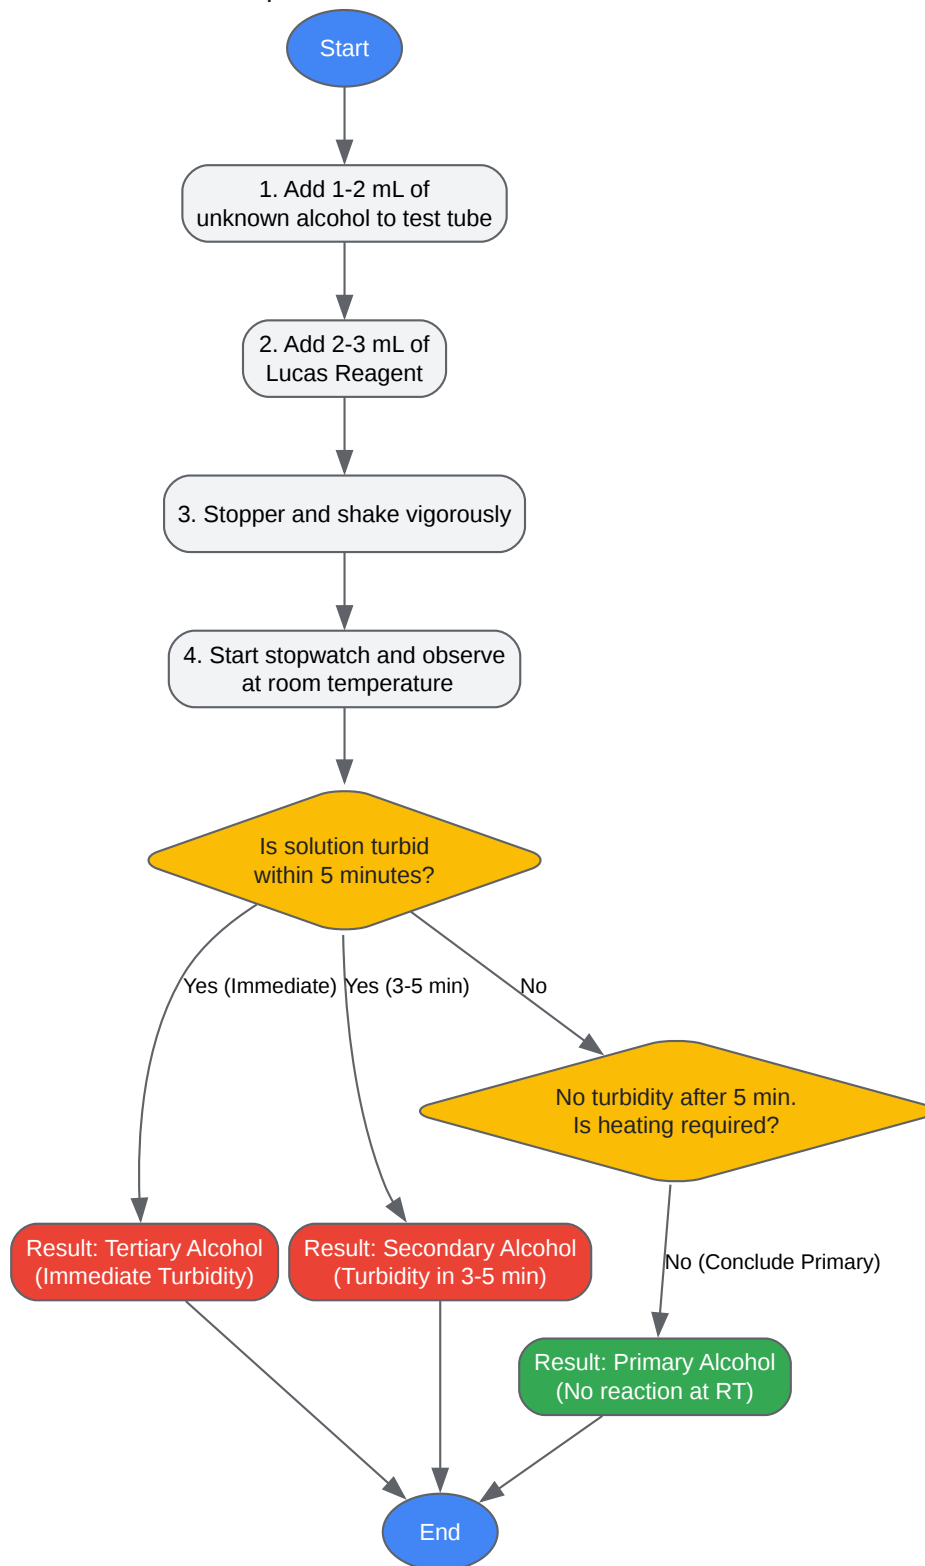 Start
1. Add 1-2 mL of
unknown alcohol to test tube
2. Add 2-3 mL of
Lucas Reagent
3. Stopper and shake vigorously
4. Start stopwatch and observe
at room temperature
Is solution turbid
within 5 minutes?
Yes (Immediate)
Yes (3-5 min)
No
No turbidity after 5 min.
Is heating required?
Result: Tertiary Alcohol
(Immediate Turbidity)
Result: Secondary Alcohol
(Turbidity in 3-5 min)
No (Conclude Primary)
Result: Primary Alcohol
(No reaction at RT)
End